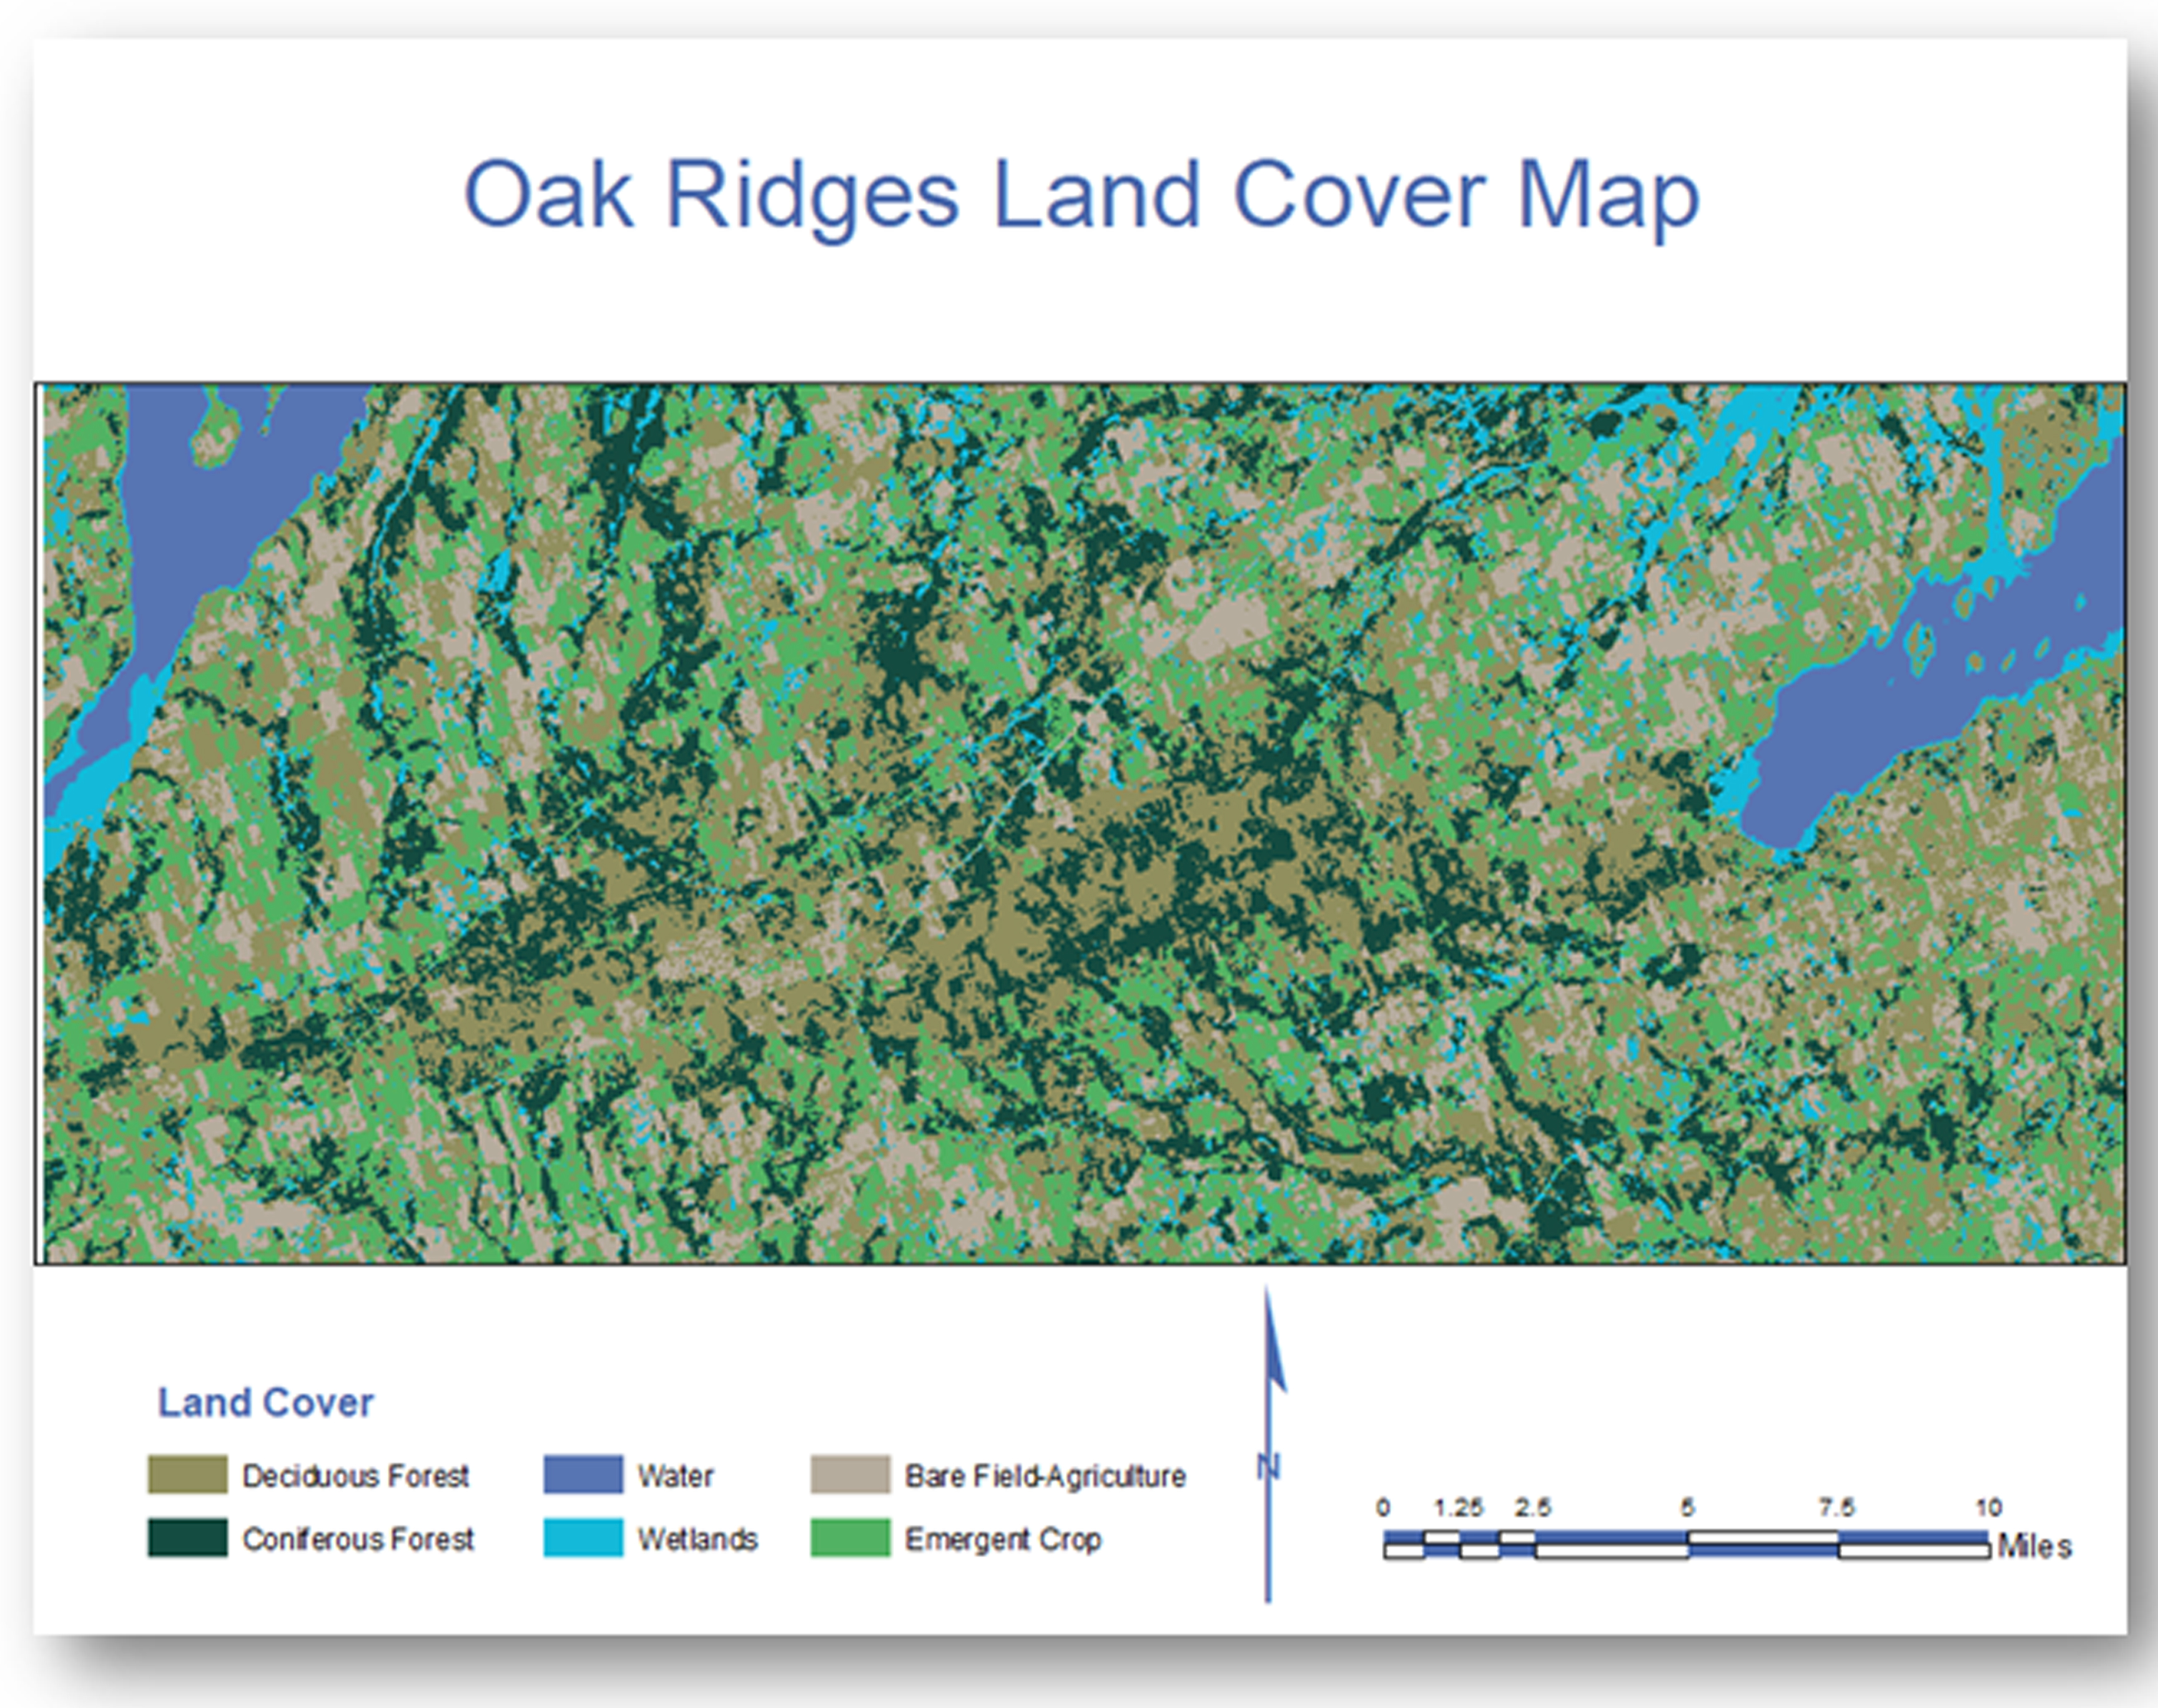 Oak Ridges Land Cover Map
Land Cover
Deciduous Forest
Water
Bare Field-Agriculture
Coniferous Forest
Wetlands
Emergent Crop
N
0 1.25 2.5 5 7.5 10
Miles